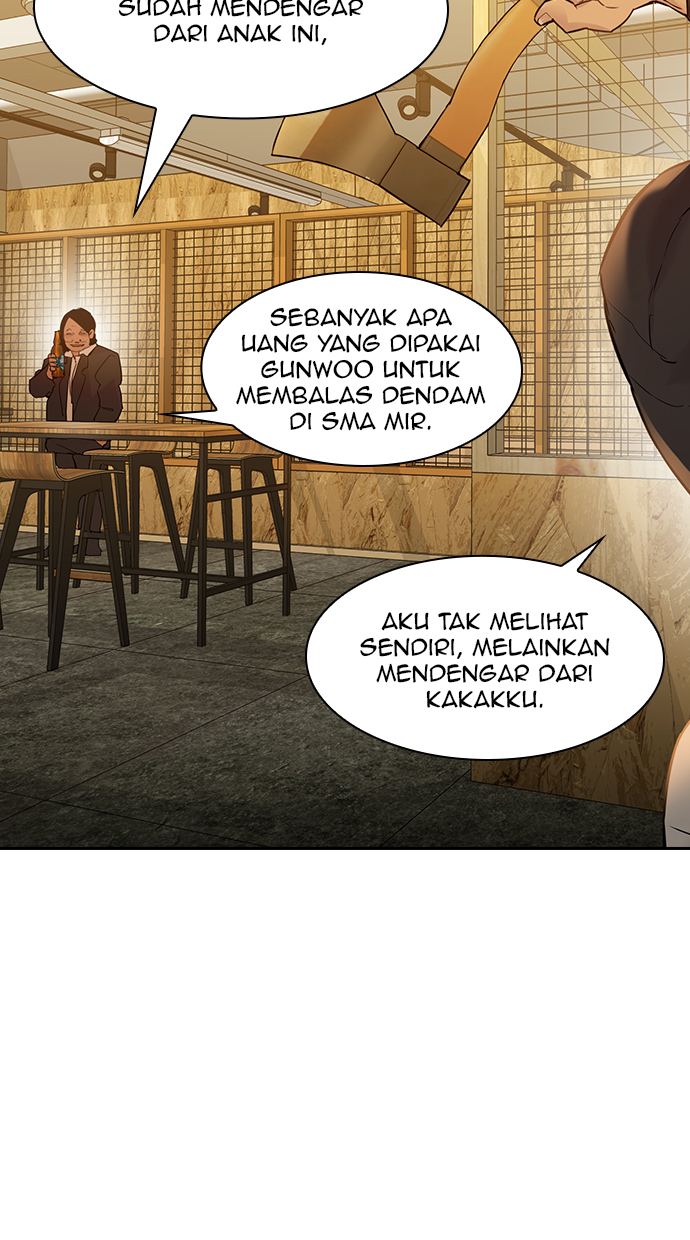 SUDAH MENDENGAR
DARI ANAK INI,
SEBANYAK APA
UANG YANG DIPAKAI
GUNWOO UNTUK
MEMBALAS DENDAM
DI SMA MIR.
AKU TAK MELIHAT
SENDIRI, MELAINKAN
MENDENGAR DARI
KAKAKKU.